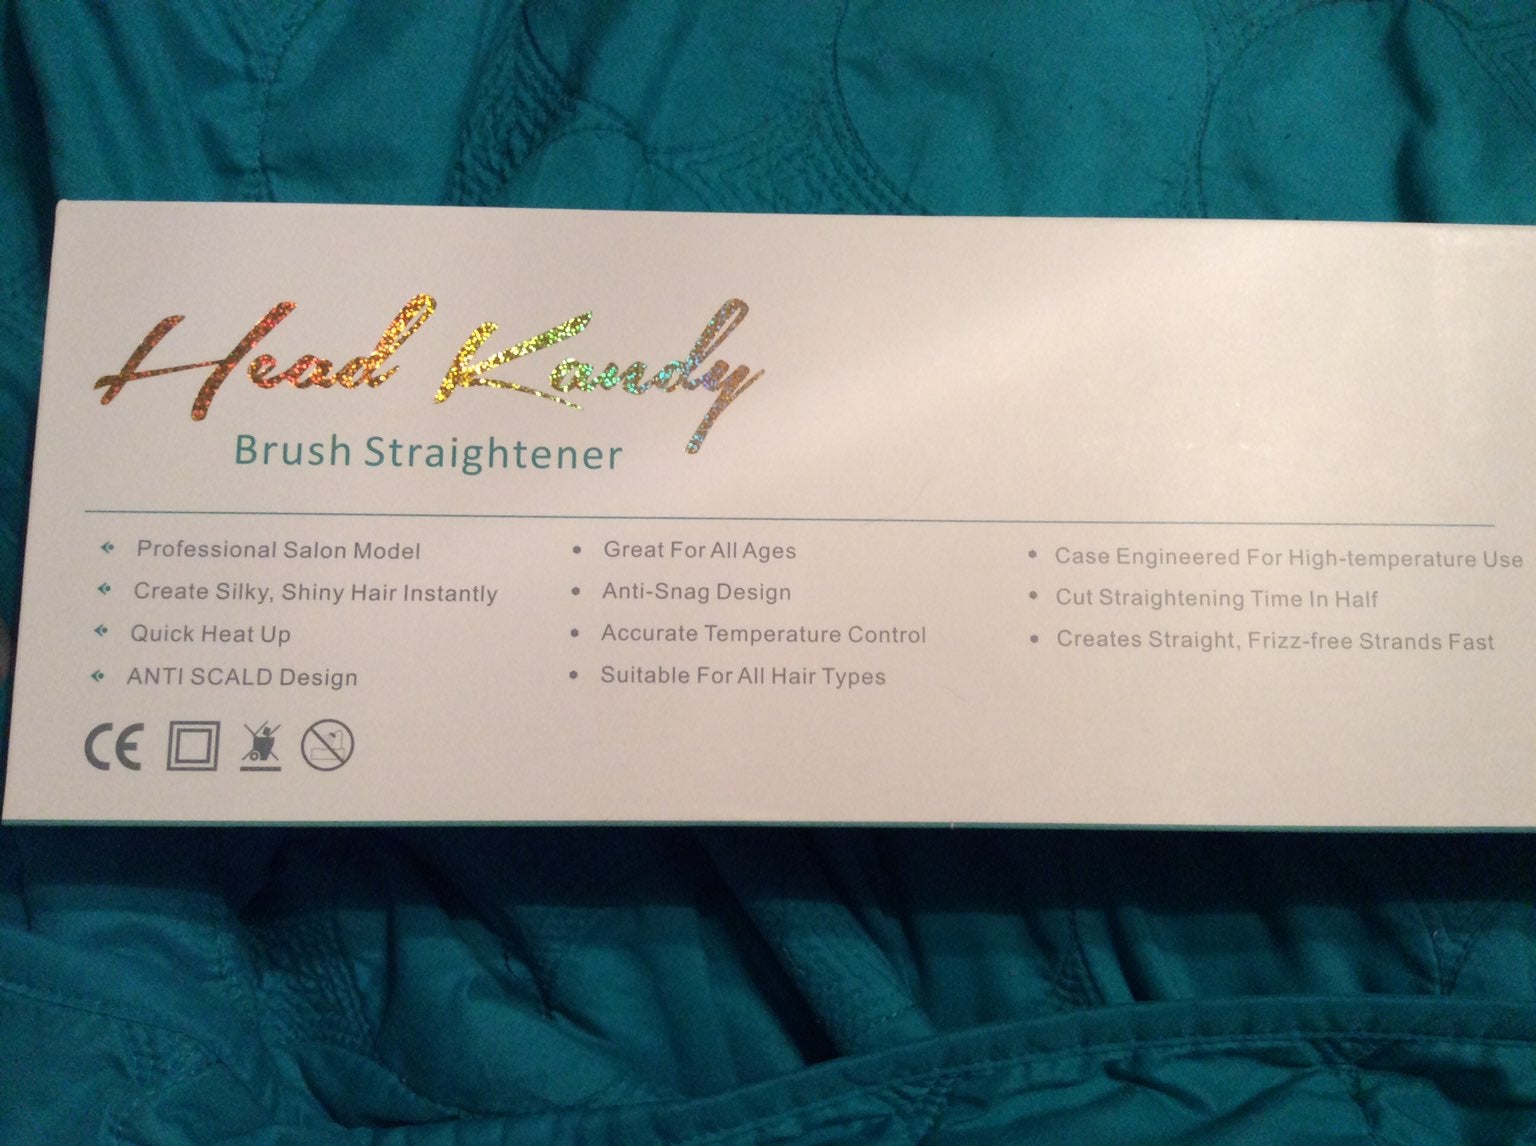 Head Kandy
Brush Straightener
Professional Salon Model
Create Silky, Shiny Hair Instantly
Quick Heat Up
ANTI SCALD Design
Great For All Ages
Anti-Snag Design
Accurate Temperature Control
Suitable For All Hair Types
Case Engineered For High-temperature Use
Cut Straightening Time In Half
Creates Straight, Frizz-free Strands Fast
CE